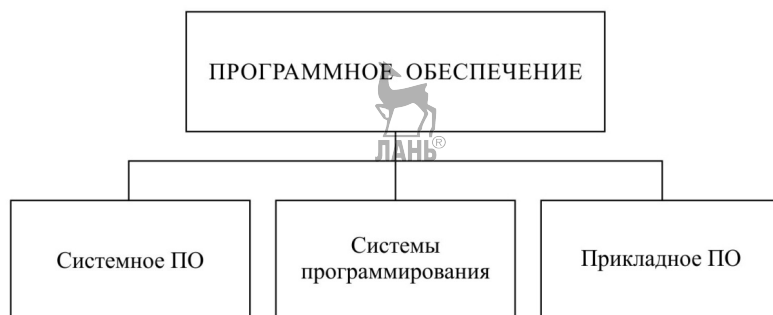 ПРОГРАММНОЕ ОБЕСПЕЧЕНИЕ
ЛАНЬ®
Системное ПО
Системы
программирования
Прикладное ПО